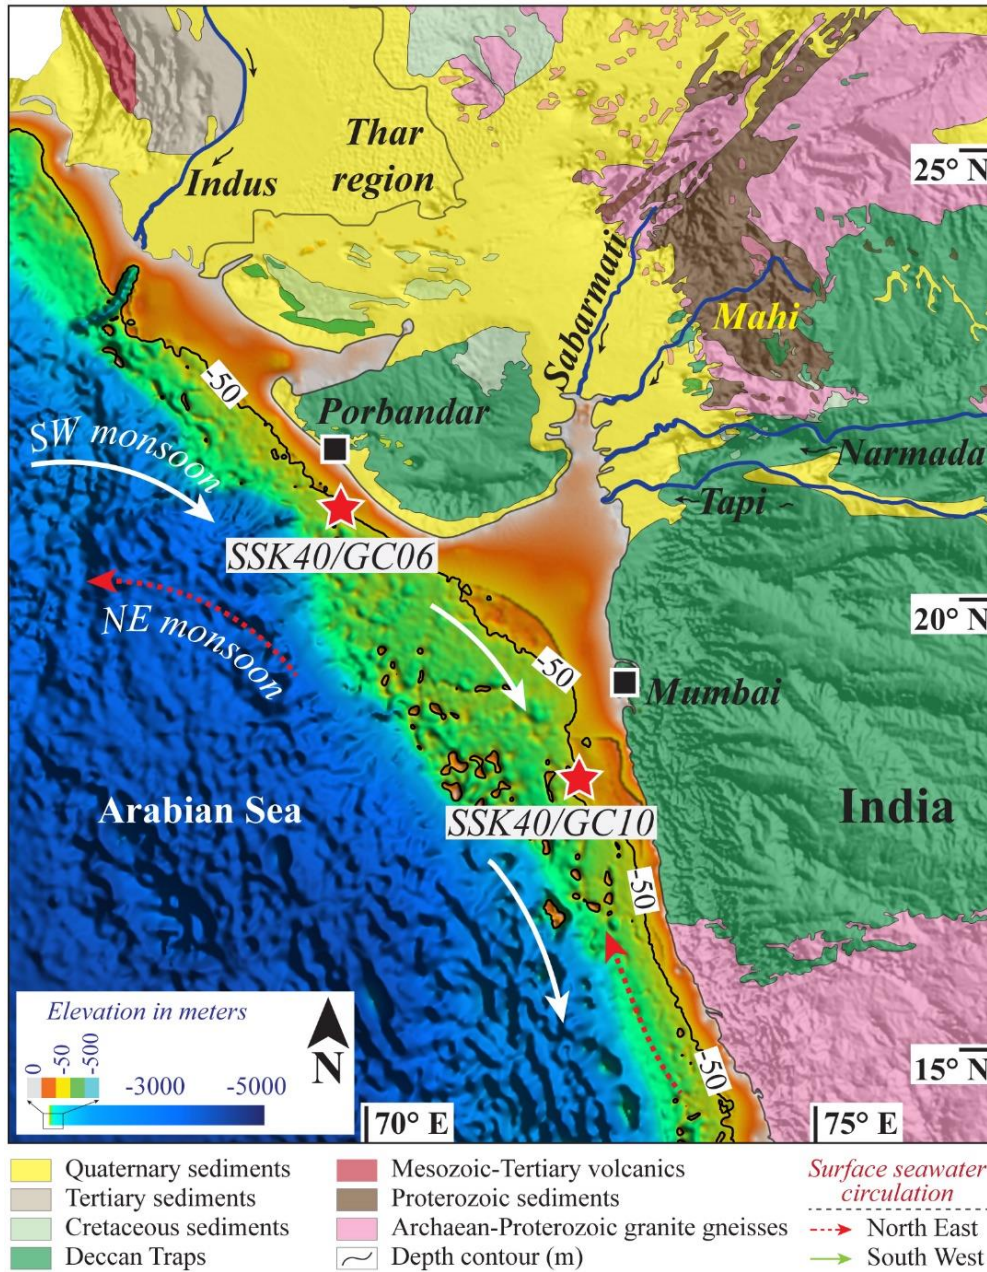 Thar
region
Indus
25° N
Sabarmati
Mahi
-50
Porbandar
SW monsoon
Narmada
Tapi
SSK40/GC06
NE monsoon
20° N
-50
Mumbai
Arabian Sea
SSK40/GC10
India
-50
Elevation in meters
0 -50 -500
-3000 -5000
N
-50
15° N
70° E
75° E
Quaternary sediments
Tertiary sediments
Cretaceous sediments
Deccan Traps
Mesozoic-Tertiary volcanics
Proterozoic sediments
Archaean-Proterozoic granite gneisses
Depth contour (m)
Surface seawater
circulation
North East
South West